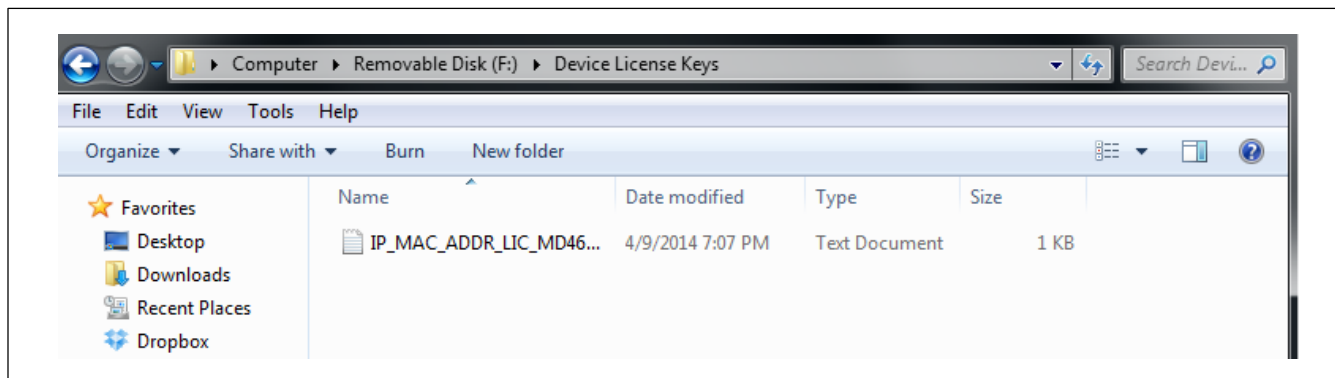 Computer ▸ Removable Disk (F:) ▸ Device License Keys Search Devi...
File Edit View Tools Help
Organize Share with Burn New folder
Favorites
Desktop
Downloads
Recent Places
Dropbox
Name Date modified Type Size
IP_MAC_ADDR_LIC_MD46... 4/9/2014 7:07 PM Text Document 1 KB